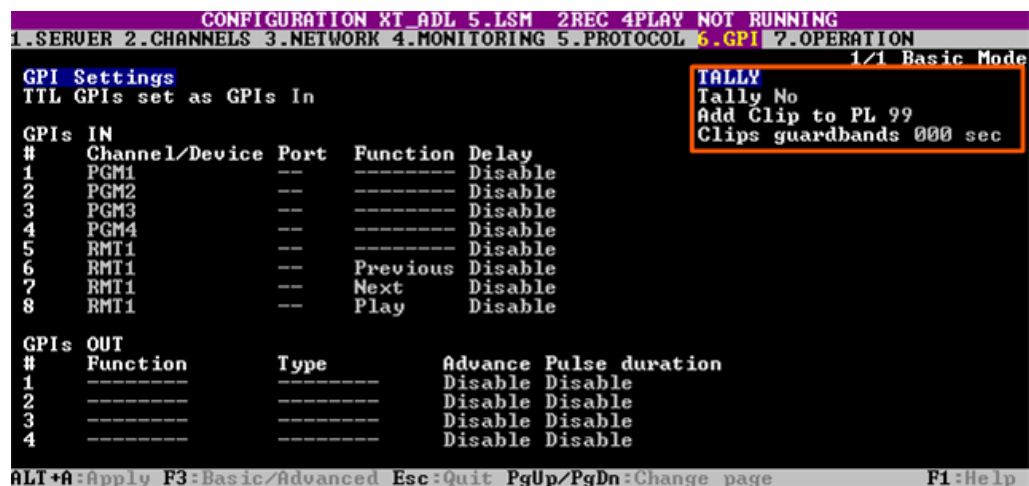 CONFIGURATION XT_ADL 5.LSM 2REC 4PLAY NOT RUNNING
1.SERVER 2.CHANNELS 3.NETWORK 4.MONITORING 5.PROTOCOL 6.GPI 7.OPERATION
1/1 Basic Mode
GPI Settings
TTL GPIs set as GPIs In
TALLY
Tally No
Add Clip to PL 99
Clips guardbands 000 sec
GPIs IN
# Channel/Device Port Function Delay
1 PGM1 -- -------- Disable
2 PGM2 -- -------- Disable
3 PGM3 -- -------- Disable
4 PGM4 -- -------- Disable
5 RMT1 -- -------- Disable
6 RMT1 -- Previous Disable
7 RMT1 -- Next Disable
8 RMT1 -- Play Disable
GPIs OUT
# Function Type Advance Pulse duration
1 -------- -------- Disable Disable
2 -------- -------- Disable Disable
3 -------- -------- Disable Disable
4 -------- -------- Disable Disable
ALT+A:Apply F3:Basic/Advanced Esc:Quit PgUp/PgDn:Change page F1:Help